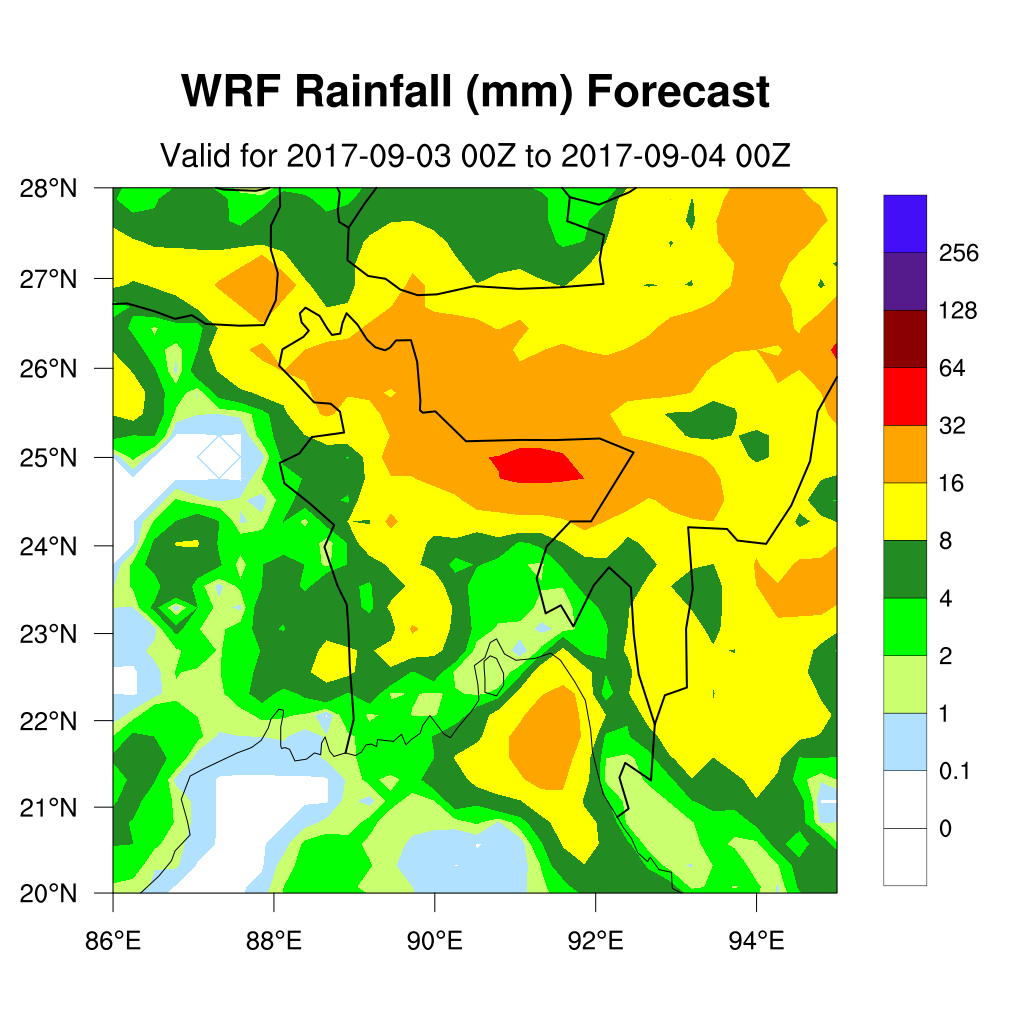 WRF Rainfall (mm) Forecast
Valid for 2017-09-03 00Z to 2017-09-04 00Z
28°N
27°N
26°N
25°N
24°N
23°N
22°N
21°N
20°N
86°E
88°E
90°E
92°E
94°E
256
128
64
32
16
8
4
2
1
0.1
0